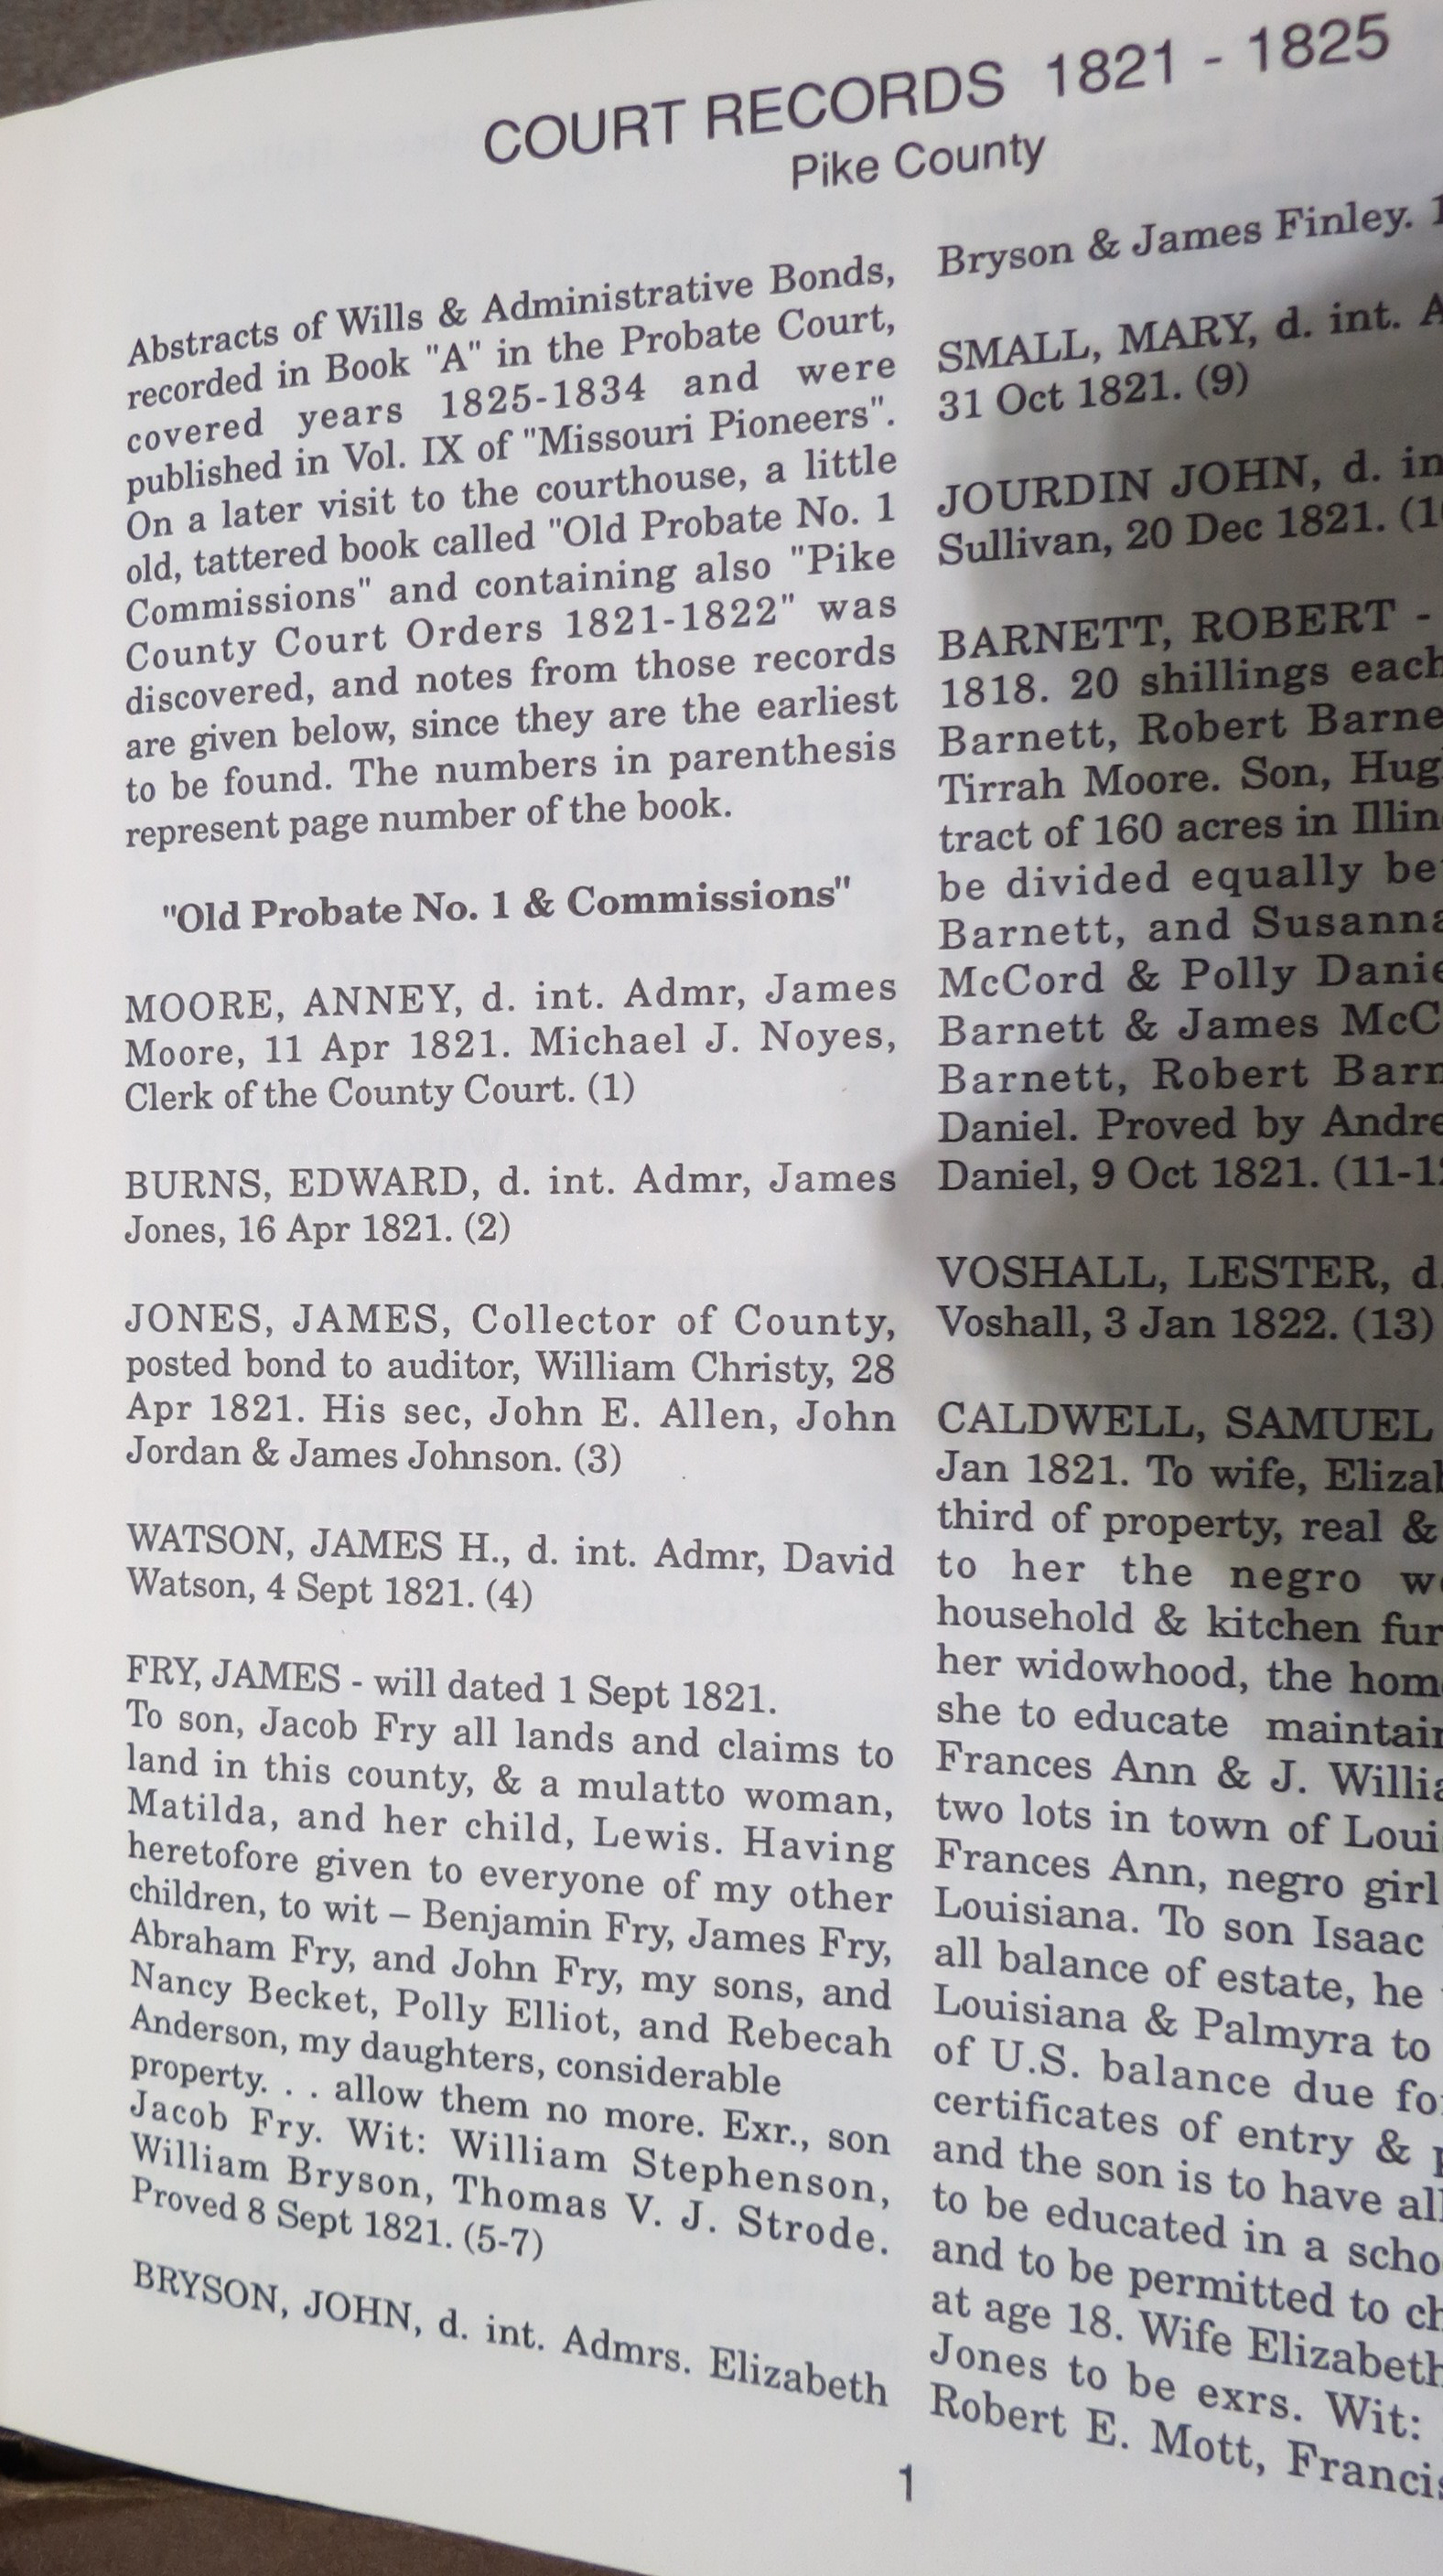 COURT RECORDS 1821 - 1825
Pike County
Abstracts of Wills & Administrative Bonds,
recorded in Book "A" in the Probate Court,
covered years 1825-1834 and were
published in Vol. IX of "Missouri Pioneers".
On a later visit to the courthouse, a little
old, tattered book called "Old Probate No. 1
Commissions" and containing also "Pike
County Court Orders 1821-1822" was
discovered, and notes from those records
are given below, since they are the earliest
to be found. The numbers in parenthesis
represent page number of the book.
"Old Probate No. 1 & Commissions"
MOORE, ANNEY, d. int. Admr, James
Moore, 11 Apr 1821. Michael J. Noyes,
Clerk of the County Court. (1)
BURNS, EDWARD, d. int. Admr, James
Jones, 16 Apr 1821. (2)
JONES, JAMES, Collector of County,
posted bond to auditor, William Christy, 28
Apr 1821. His sec, John E. Allen, John
Jordan & James Johnson. (3)
WATSON, JAMES H., d. int. Admr, David
Watson, 4 Sept 1821. (4)
FRY, JAMES - will dated 1 Sept 1821.
To son, Jacob Fry all lands and claims to
land in this county, & a mulatto woman,
Matilda, and her child, Lewis. Having
heretofore given to everyone of my other
children, to wit – Benjamin Fry, James Fry,
Abraham Fry, and John Fry, my sons, and
Nancy Becket, Polly Elliot, and Rebecah
Anderson, my daughters, considerable
property. . . allow them no more. Exr., son
Jacob Fry. Wit: William Stephenson,
William Bryson, Thomas V. J. Strode.
Proved 8 Sept 1821. (5-7)
BRYSON, JOHN, d. int. Admrs. Elizabeth
Bryson & James Finley.
SMALL, MARY, d. int.
31 Oct 1821. (9)
JOURDIN JOHN, d.
Sullivan, 20 Dec 1821.
BARNETT, ROBERT -
1818. 20 shillings each
Barnett, Robert
Tirrah Moore. Son,
tract of 160 acres in
be divided equally
Barnett, and
McCord & Polly
Barnett & James
Barnett, Robert
Daniel. Proved by
Daniel, 9 Oct 1821.
VOSHALL, LESTER, d.
Voshall, 3 Jan 1822. (13)
CALDWELL, SAMUEL
Jan 1821. To wife,
third of property, real &
to her the negro
household & kitchen
her widowhood, the
she to educate
Frances Ann & J.
two lots in town of
Frances Ann, negro girl
Louisiana. To son Isaac
all balance of estate, he
Louisiana & Palmyra to
of U.S. balance due
certificates of entry &
and the son is to have
to be educated in a
and to be permitted to
at age 18. Wife Elizabeth
Jones to be exrs. Wit:
Robert E. Mott,
1